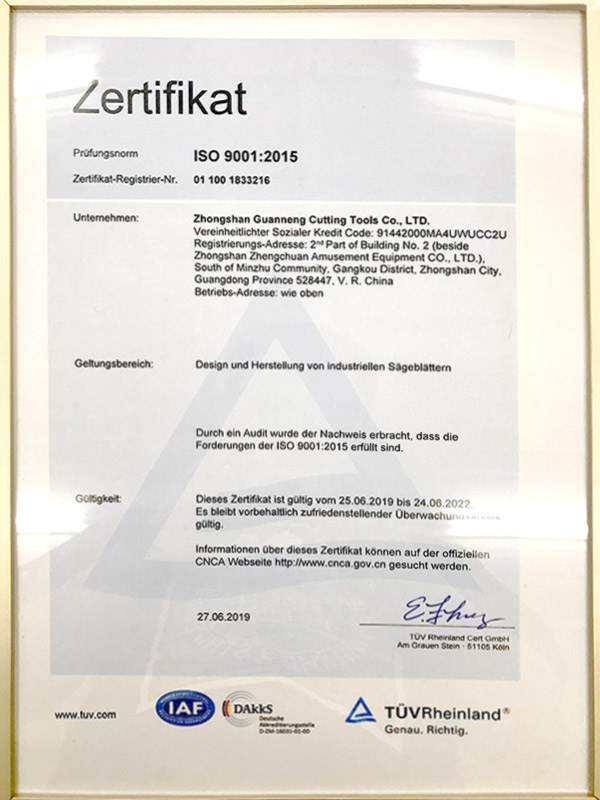 Zertifikat
Prüfungsnorm ISO 9001:2015
Zertifikat-Registrier-Nr. 01 100 1833216
Unternehmen: Zhongshan Guanneng Cutting Tools Co., LTD.
Vereinheitlichter Sozialer Kredit Code: 91442000MA4UWUCC2U
Registrierungs-Adresse: 2nd Part of Building No. 2 (beside
Zhongshan Zhengchuan Amusement Equipment CO., LTD.),
South of Minzhu Community, Gangkou District, Zhongshan City,
Guangdong Province 528447, V. R. China
Betriebs-Adresse: wie oben
Geltungsbereich: Design und Herstellung von industriellen Sägeblättern
Durch ein Audit wurde der Nachweis erbracht, dass die
Forderungen der ISO 9001:2015 erfüllt sind.
Gültigkeit: Dieses Zertifikat ist gültig vom 25.06.2019 bis 24.06.2022.
Es bleibt vorbehaltlich zufriedenstellender
gültig.
Informationen über dieses Zertifikat können auf der offiziellen
CNCA Webseite http://www.cnca.gov.cn gesucht werden.
27.06.2019
TÜV Rheinland Cert GmbH
Am Grauen Stein · 51105 Köln
www.tuv.com
IAF
DAkkS
Deutsche
Akkreditierungsstelle
D-ZM-16031-01-00
TÜVRheinland®
Genau. Richtig.